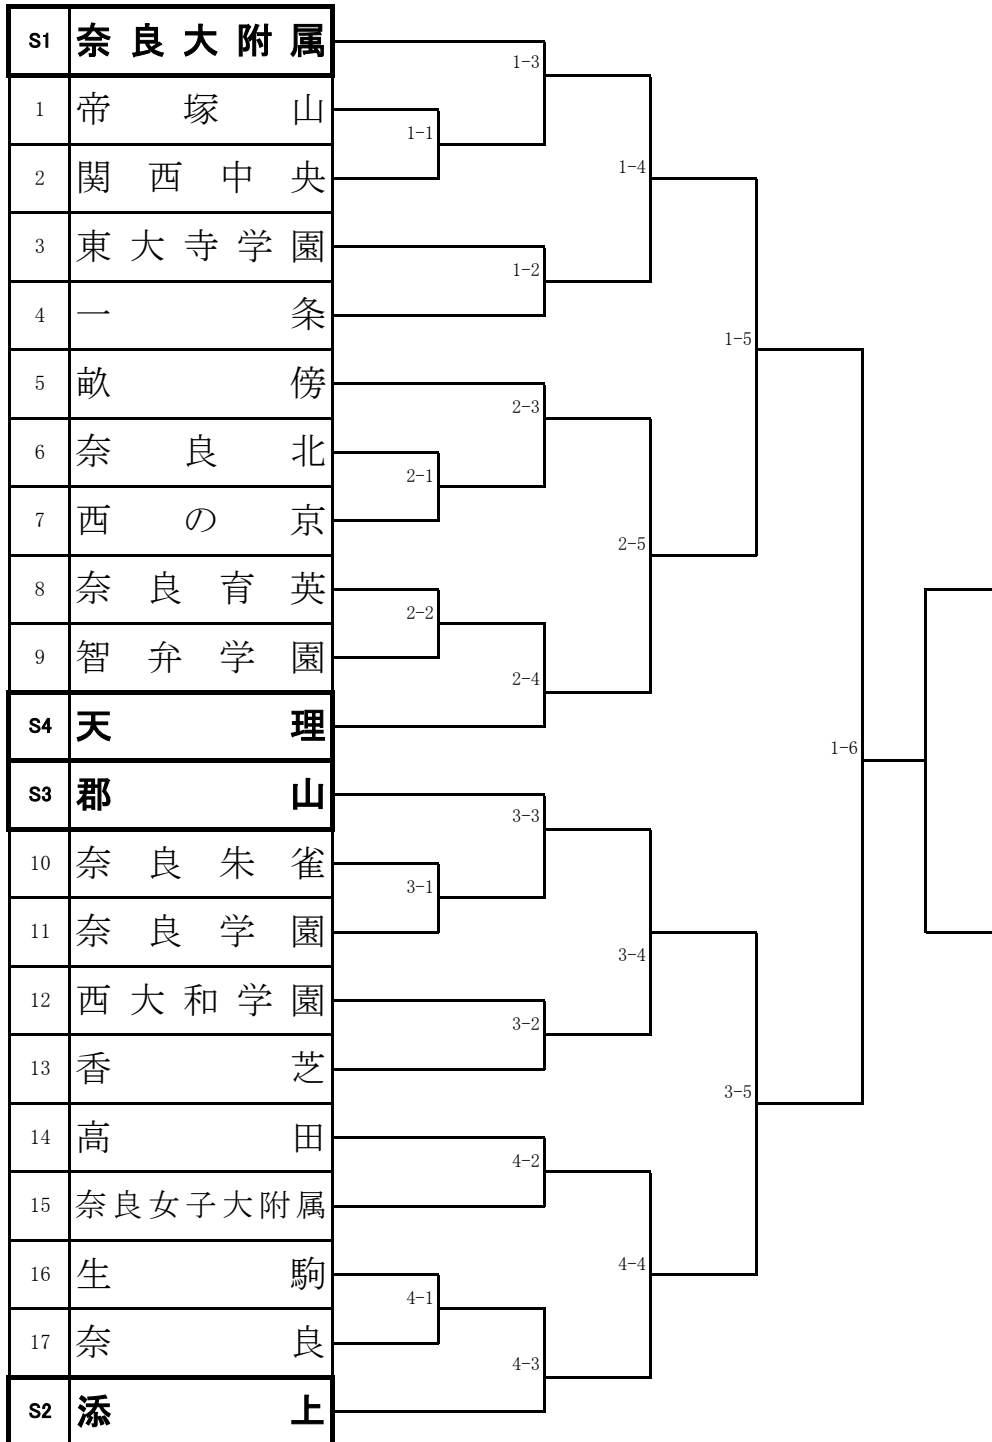 S1 奈良大附属
1-3
1 帝塚山
1-1
1-4
2 関西中央
3 東大寺学園
1-2
4 一条
1-5
5 畝傍
2-3
6 奈良北
2-1
7 西の京
2-5
8 奈良育英
2-2
9 智弁学園
2-4
S4 天理
1-6
S3 郡山
3-3
10 奈良朱雀
3-1
11 奈良学園
3-4
12 西大和学園
3-2
13 香芝
3-5
14 高田
4-2
15 奈良女子大附属
4-4
16 生駒
4-1
17 奈良
4-3
S2 添上